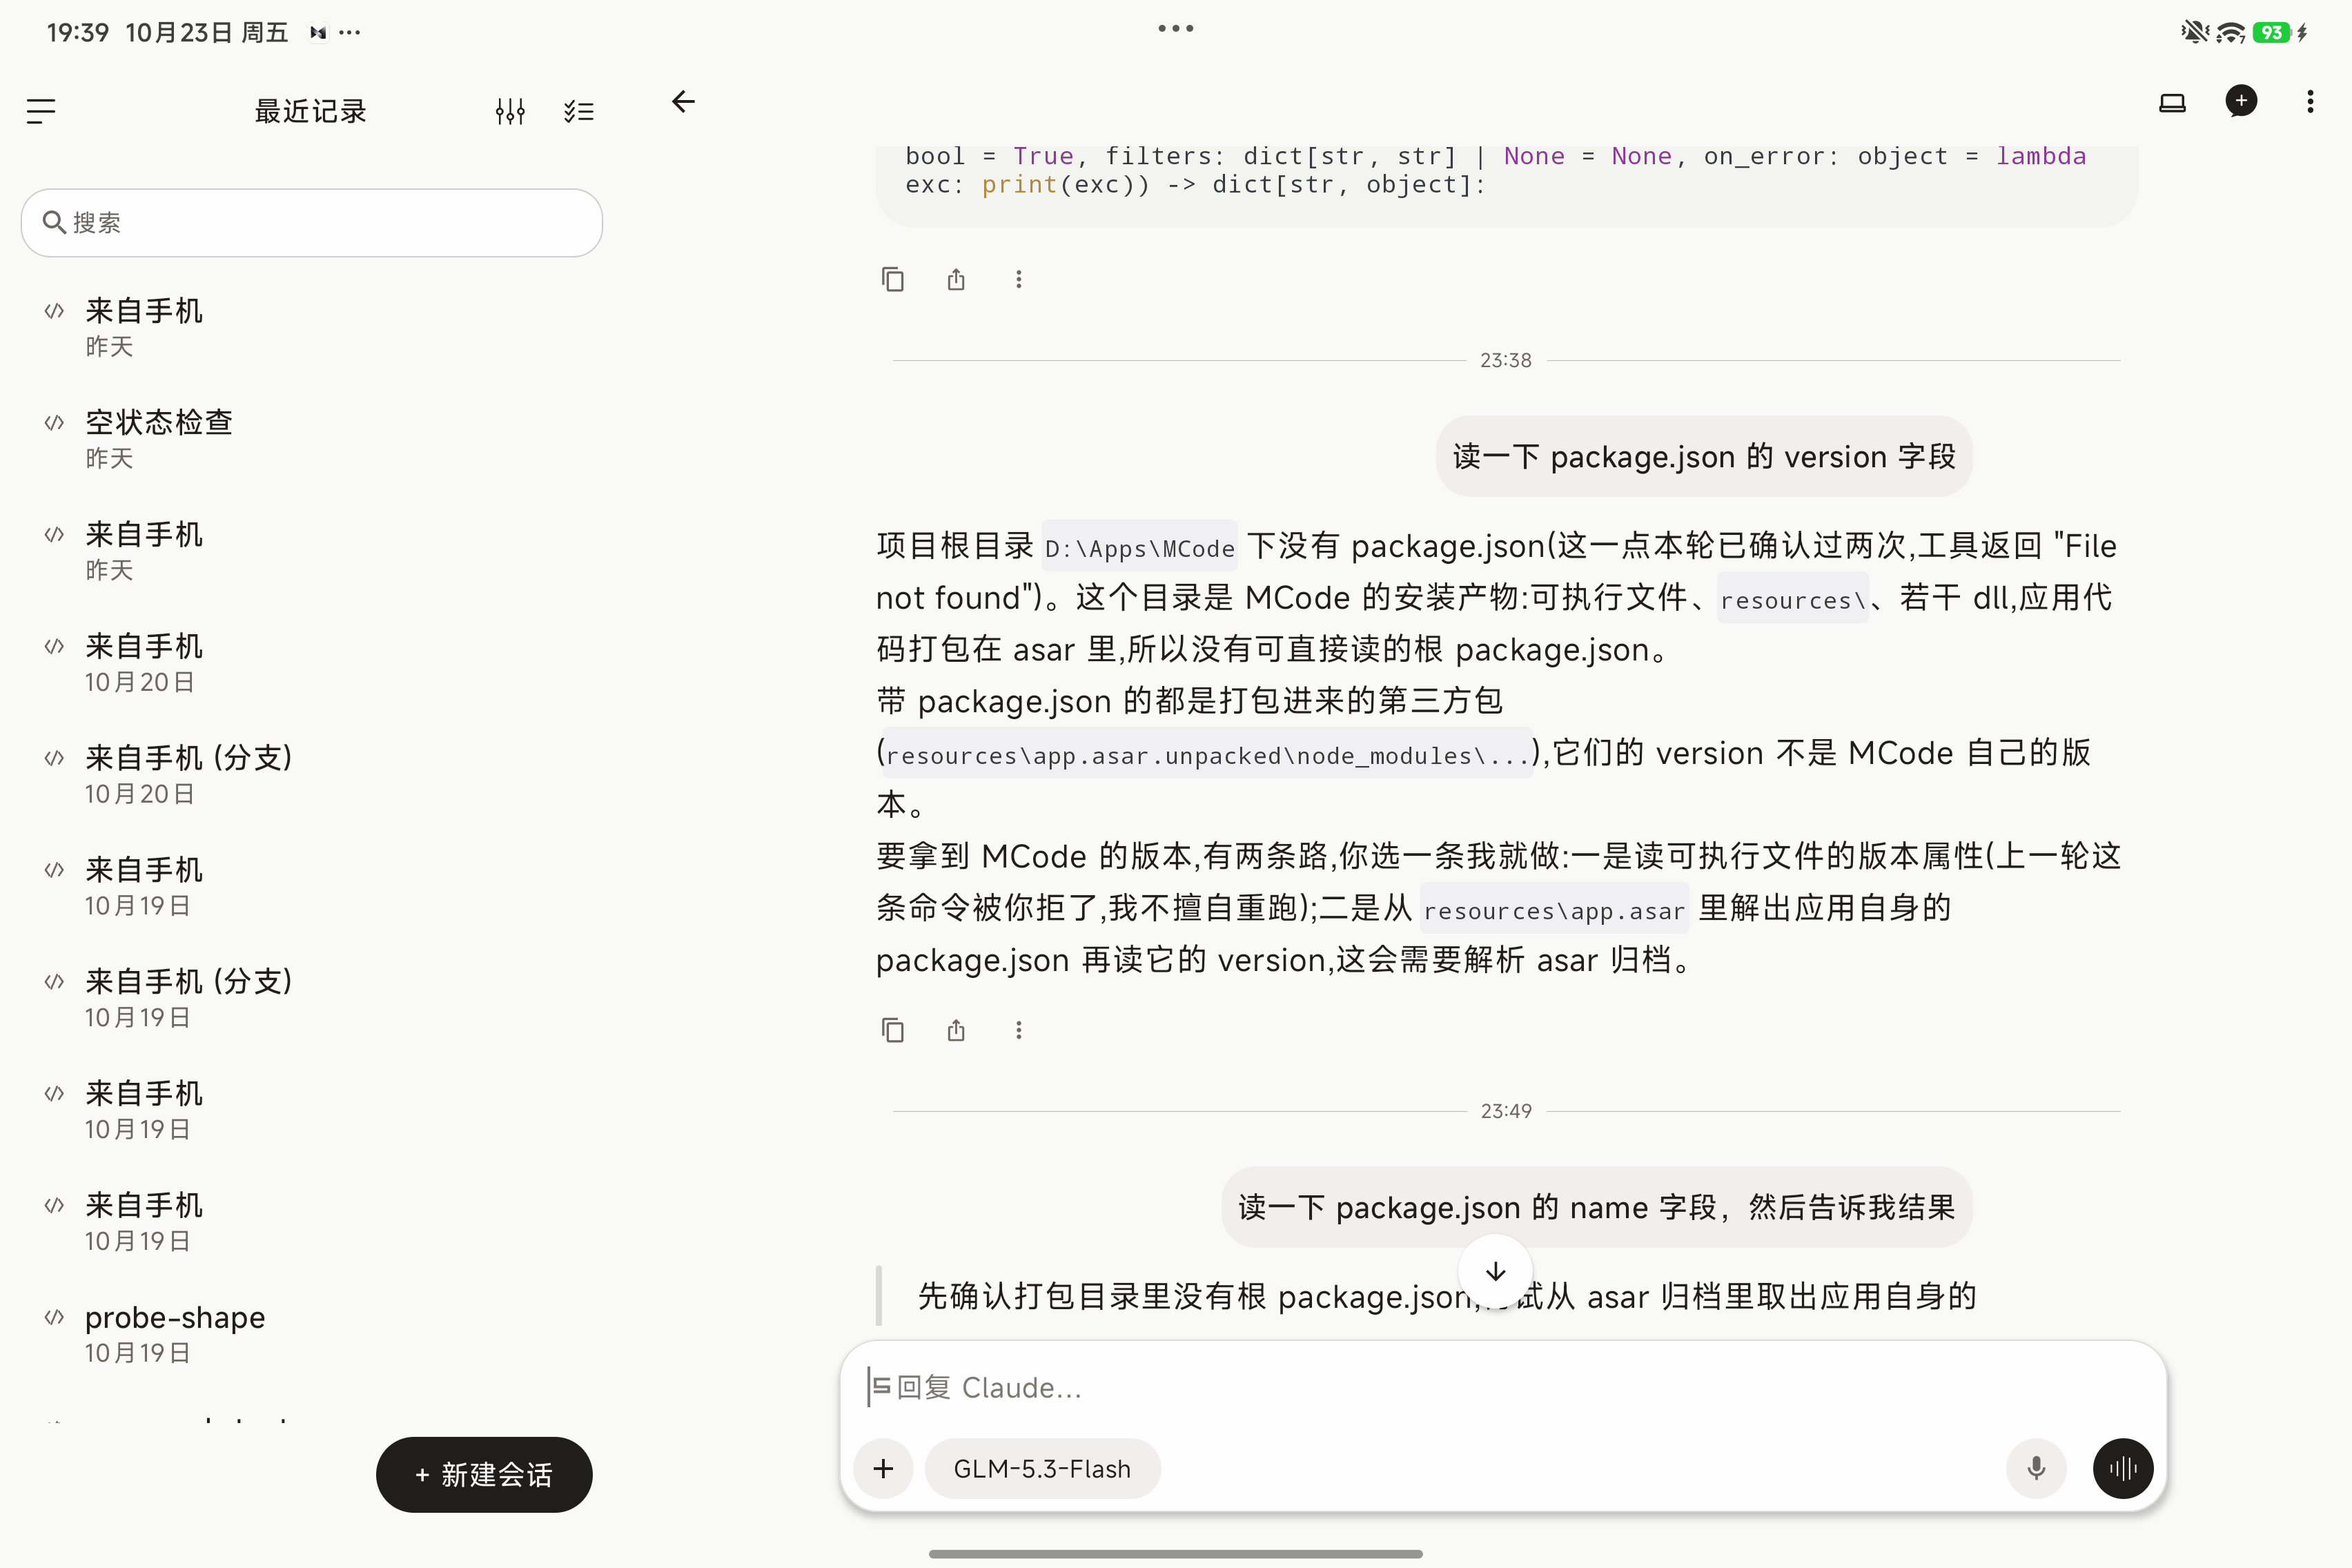 19:39 10月23日 周五
93
最近记录
搜索
来自手机
昨天
空状态检查
昨天
来自手机
昨天
来自手机
10月20日
来自手机 (分支)
10月20日
来自手机
10月19日
来自手机 (分支)
10月19日
来自手机
10月19日
来自手机
10月19日
probe-shape
10月19日
+ 新建会话
bool = True, filters: dict[str, str] | None = None, on_error: object = lambda
exc: print(exc)) -> dict[str, object]:
23:38
读一下 package.json 的 version 字段
项目根目录 D:\Apps\MCode 下没有 package.json(这一点本轮已确认过两次,工具返回 "File
not found")。这个目录是 MCode 的安装产物:可执行文件、resources\、若干 dll,应用代
码打包在 asar 里,所以没有可直接读的根 package.json。
带 package.json 的都是打包进来的第三方包
(resources\app.asar.unpacked\node_modules\...),它们的 version 不是 MCode 自己的版
本。
要拿到 MCode 的版本,有两条路,你选一条我就做:一是读可执行文件的版本属性(上一轮这
条命令被你拒了,我不擅自重跑);二是从 resources\app.asar 里解出应用自身的
package.json 再读它的 version,这会需要解析 asar 归档。
23:49
读一下 package.json 的 name 字段，然后告诉我结果
先确认打包目录里没有根 package.json,试从 asar 归档里取出应用自身的
回复 Claude...
GLM-5.3-Flash